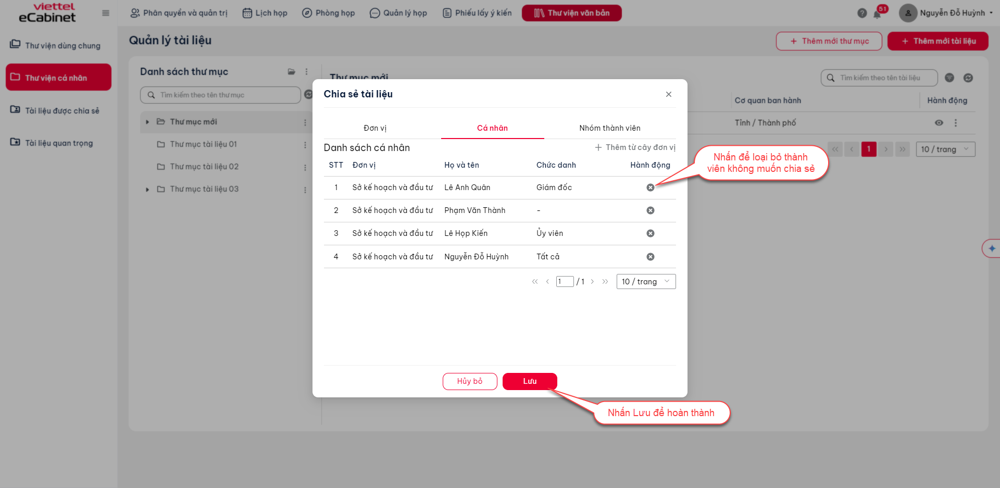 viettel
eCabinet
Phân quyền và quản trị
Lịch họp
Phòng họp
Quản lý họp
Phiếu lấy ý kiến
Thư viện văn bản
51
Nguyễn Đỗ Huỳnh
Thư viện dùng chung
Thư viện cá nhân
Tài liệu được chia sẻ
Tài liệu quan trọng
Quản lý tài liệu
+ Thêm mới thư mục
+ Thêm mới tài liệu
Danh sách thư mục
Tìm kiếm theo tên thư mục
Thư mục mới
Thư mục tài liệu 01
Thư mục tài liệu 02
Thư mục tài liệu 03
Thư mục mới
Tìm kiếm theo tên tài liệu
Cơ quan ban hành
Hành động
Tỉnh / Thành phố
<< < 1 > >> 10 / trang
Chia sẻ tài liệu
Đơn vị
Cá nhân
Nhóm thành viên
Danh sách cá nhân
+ Thêm từ cây đơn vị
STT Đơn vị Họ và tên Chức danh Hành động
1 Sở kế hoạch và đầu tư Lê Anh Quân Giám đốc
2 Sở kế hoạch và đầu tư Phạm Văn Thành -
3 Sở kế hoạch và đầu tư Lê Họp Kiến Ủy viên
4 Sở kế hoạch và đầu tư Nguyễn Đỗ Huỳnh Tất cả
<< < 1 / 1 > >> 10 / trang
Hủy bỏ
Lưu
Nhấn để loại bỏ thành
viên không muốn chia sẻ
Nhấn Lưu để hoàn thành